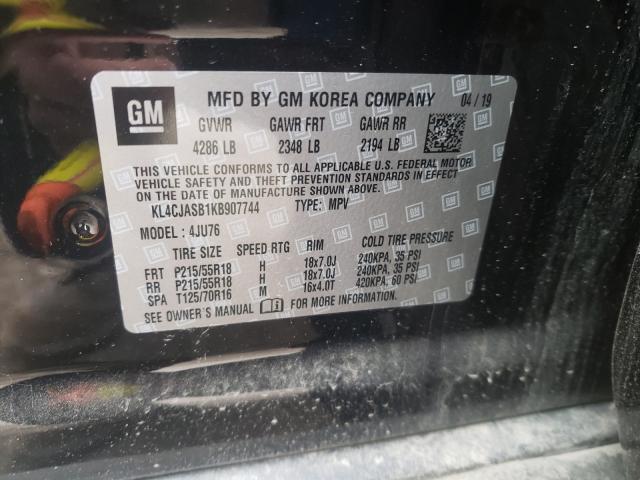 GM
MFD BY GM KOREA COMPANY 04 / 19
GVWR GAWR FRT GAWR RR
4286 LB 2348 LB 2194 LB
THIS VEHICLE CONFORMS TO ALL APPLICABLE U.S. FEDERAL MOTOR
VEHICLE SAFETY AND THEFT PREVENTION STANDARDS IN EFFECT
ON THE DATE OF MANUFACTURE SHOWN ABOVE.
KL4CJASB1KB907744 TYPE: MPV
MODEL : 4JU76
TIRE SIZE SPEED RTG RIM COLD TIRE PRESSURE
FRT P215/55R18 H 18x7.0J 240KPA, 35 PSI
RR P215/55R18 H 18x7.0J 240KPA, 35 PSI
SPA T125/70R16 M 16x4.0T 420KPA, 60 PSI
SEE OWNER'S MANUAL FOR MORE INFORMATION.